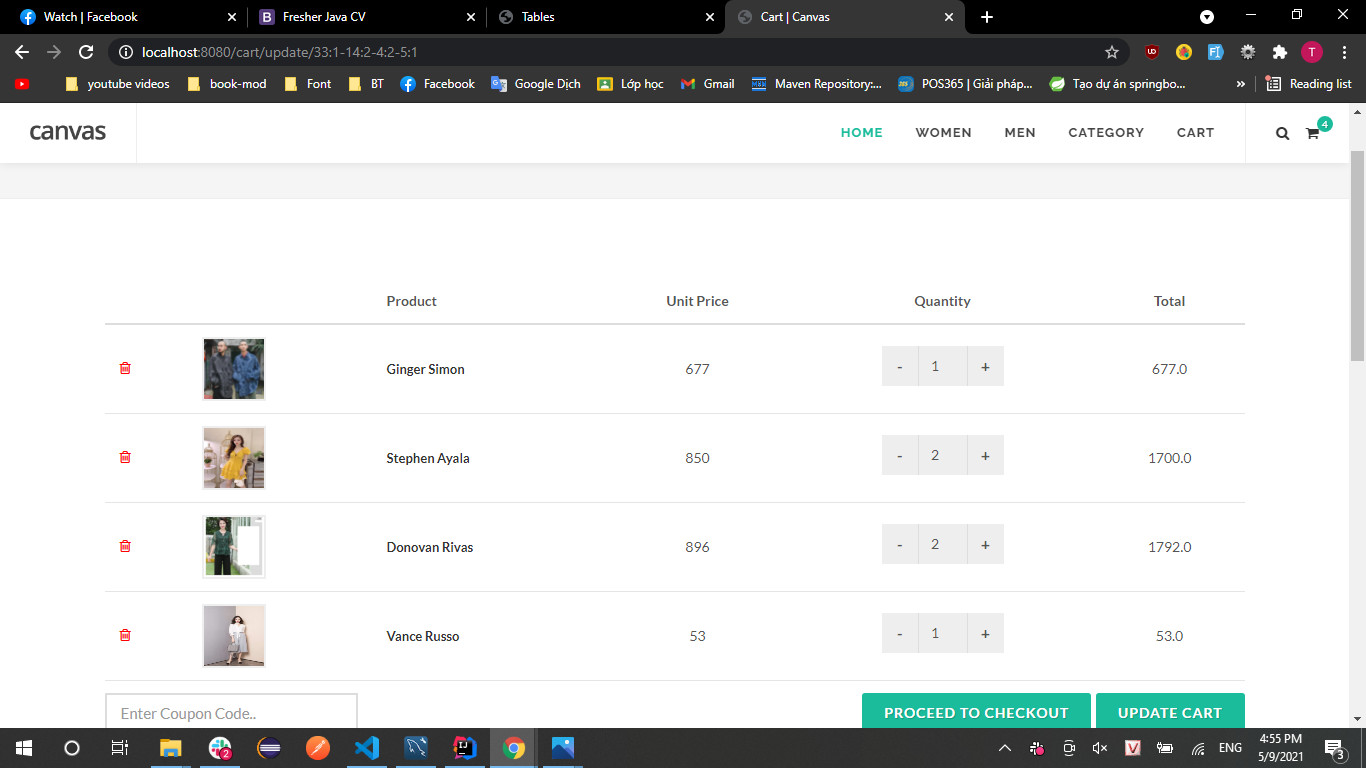 Watch | Facebook
Fresher Java CV
Tables
Cart | Canvas
localhost:8080/cart/update/33:1-14:2-4:2-5:1
T
youtube videos
book-mod
Font
BT
Facebook
Google Dịch
Lớp học
Gmail
Maven Repository:...
POS365 | Giải pháp...
Tạo dự án springbo...
»
Reading list
canvas
HOME
WOMEN
MEN
CATEGORY
CART
4
Product Unit Price Quantity Total
Ginger Simon 677 - 1 + 677.0
Stephen Ayala 850 - 2 + 1700.0
Donovan Rivas 896 - 2 + 1792.0
Vance Russo 53 - 1 + 53.0
Enter Coupon Code..
PROCEED TO CHECKOUT
UPDATE CART
2
ENG
4:55 PM
5/9/2021
3